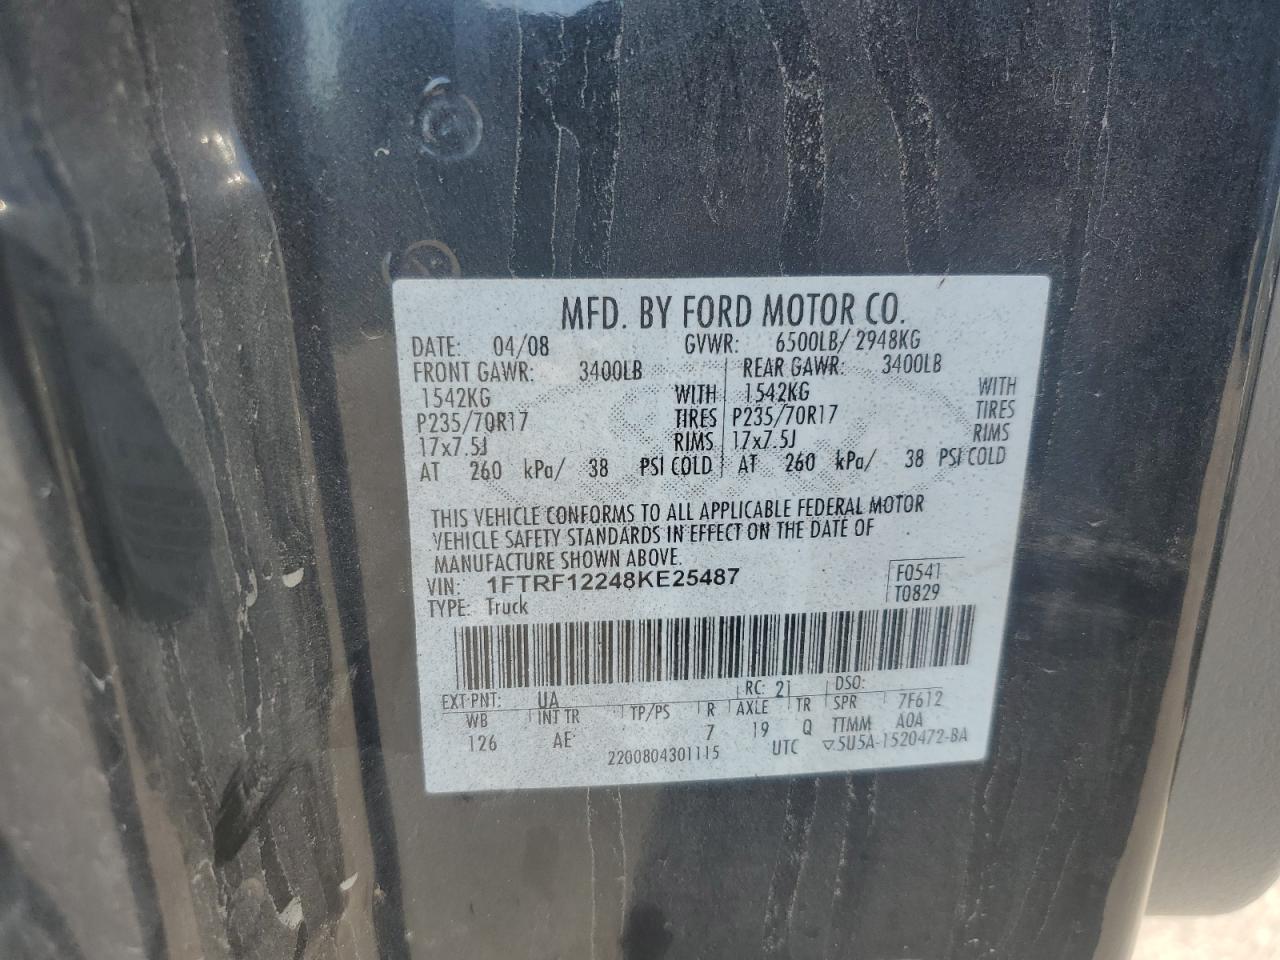 MFD. BY FORD MOTOR CO.
DATE: 04/08 GVWR: 6500LB/ 2948KG
FRONT GAWR: 3400LB REAR GAWR: 3400LB
1542KG WITH 1542KG WITH
P235/70R17 TIRES P235/70R17 TIRES
17x7.5J RIMS 17x7.5J RIMS
AT 260 kPa/ 38 PSI COLD AT 260 kPa/ 38 PSI COLD
THIS VEHICLE CONFORMS TO ALL APPLICABLE FEDERAL MOTOR
VEHICLE SAFETY STANDARDS IN EFFECT ON THE DATE OF
MANUFACTURE SHOWN ABOVE.
VIN: 1FTRF12248KE25487 F0541
TYPE: Truck T0829
EXT PNT: UA RC: 21 DSO:
WB INT TR TP/PS R AXLE TR SPR 7F612
126 AE 7 19 Q TTMM A0A
2200804301115 UTC ▽5U5A-1520472-BA